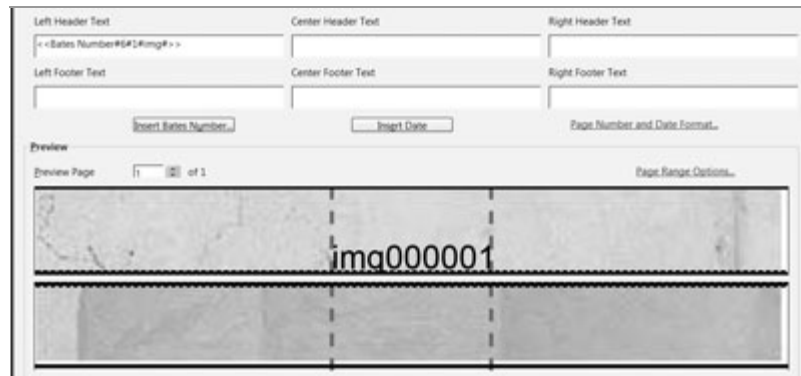 Left Header Text Center Header Text Right Header Text
<<Bates Number#6#1#img#>>
Left Footer Text Center Footer Text Right Footer Text
Insert Bates Number... Insert Date Page Number and Date Format...
Preview
Preview Page 1 of 1 Page Range Options...
img000001